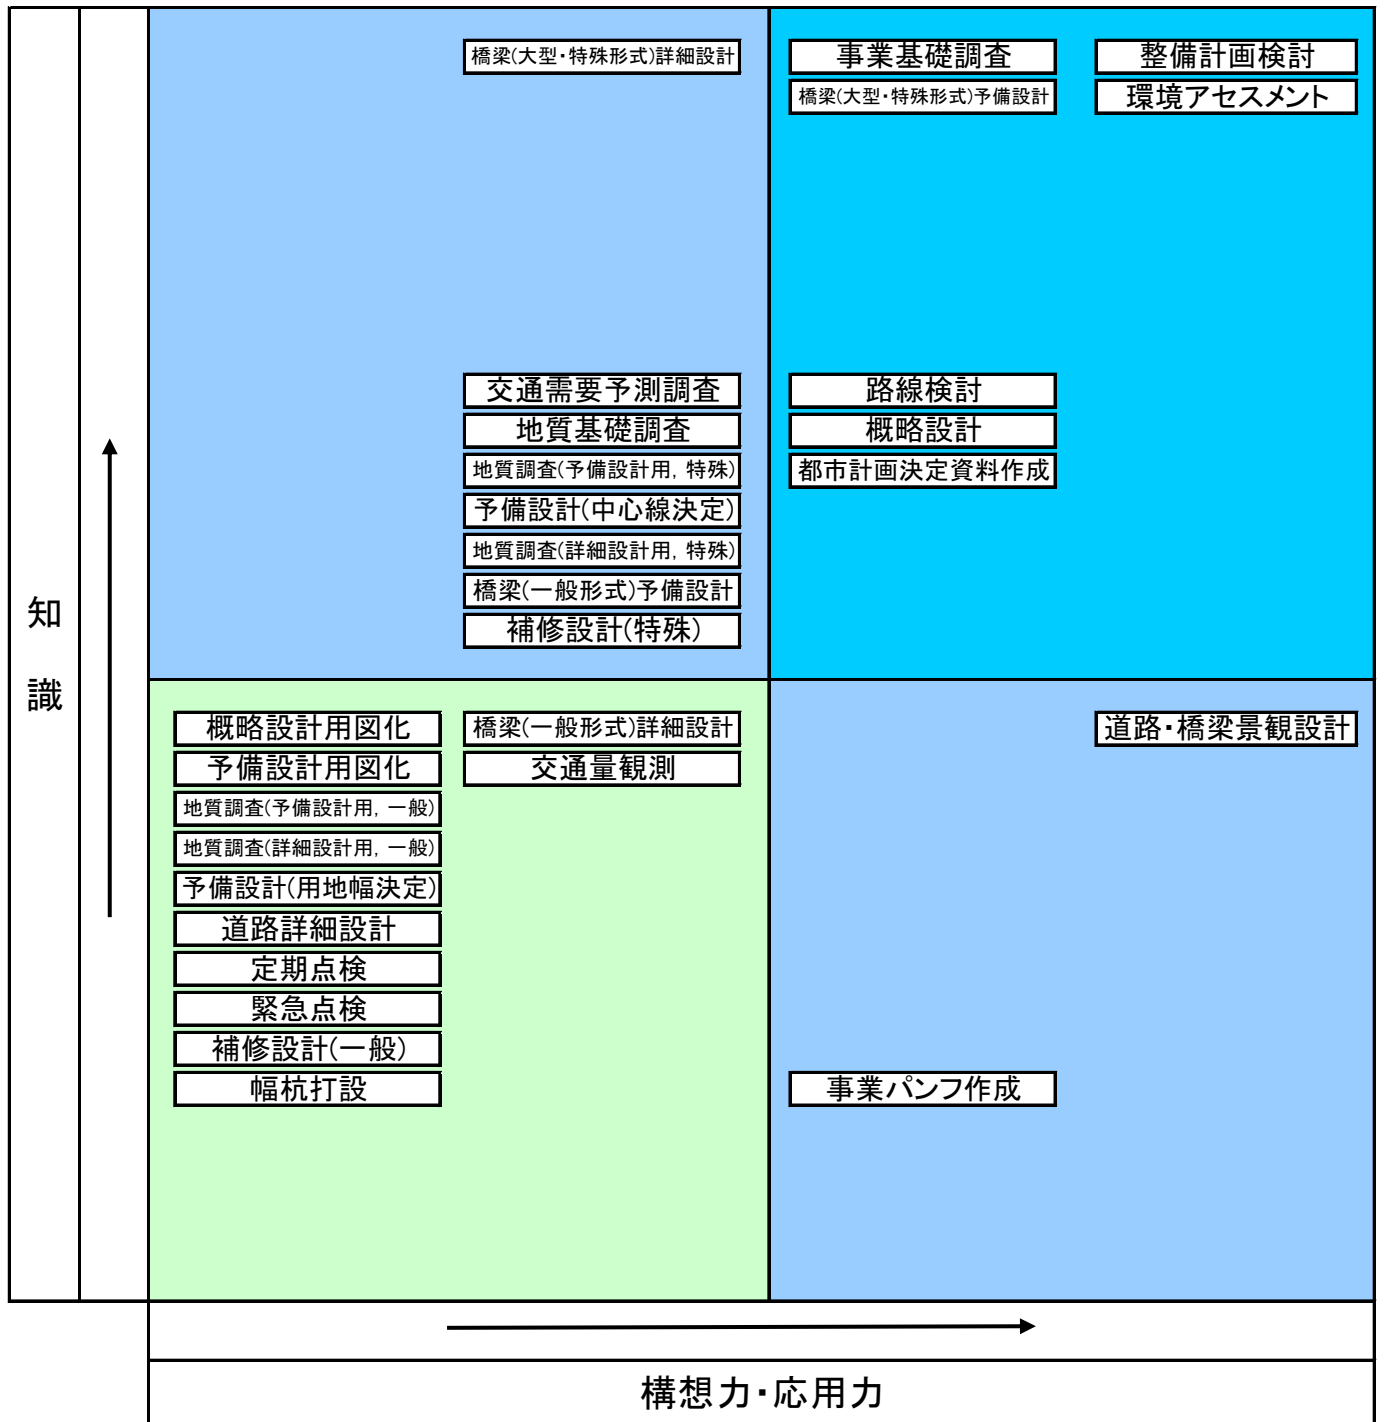 橋梁(大型・特殊形式)詳細設計
事業基礎調査
整備計画検討
橋梁(大型・特殊形式)予備設計
環境アセスメント
交通需要予測調査
路線検討
地質基礎調査
概略設計
地質調査(予備設計用, 特殊)
都市計画決定資料作成
予備設計(中心線決定)
地質調査(詳細設計用, 特殊)
橋梁(一般形式)予備設計
補修設計(特殊)
知
識
概略設計用図化
橋梁(一般形式)詳細設計
道路・橋梁景観設計
予備設計用図化
交通量観測
地質調査(予備設計用, 一般)
地質調査(詳細設計用, 一般)
予備設計(用地幅決定)
道路詳細設計
定期点検
緊急点検
補修設計(一般)
幅杭打設
事業パンフ作成
構想力・応用力